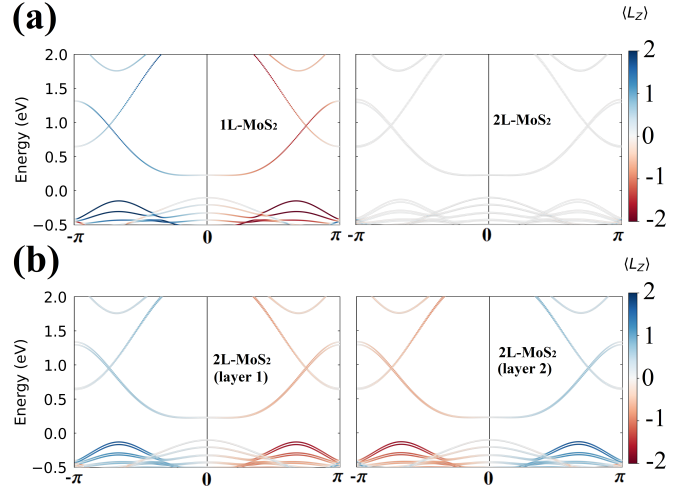 (a)
⟨L_Z⟩
Energy (eV)
2.0
1.5
1.0
0.5
0.0
−0.5
1L-MoS₂
-π
0
π
2L-MoS₂
-π
0
π
2
1
0
-1
-2
(b)
⟨L_Z⟩
Energy (eV)
2.0
1.5
1.0
0.5
0.0
−0.5
2L-MoS₂
(layer 1)
-π
0
π
2L-MoS₂
(layer 2)
-π
0
π
2
1
0
-1
-2